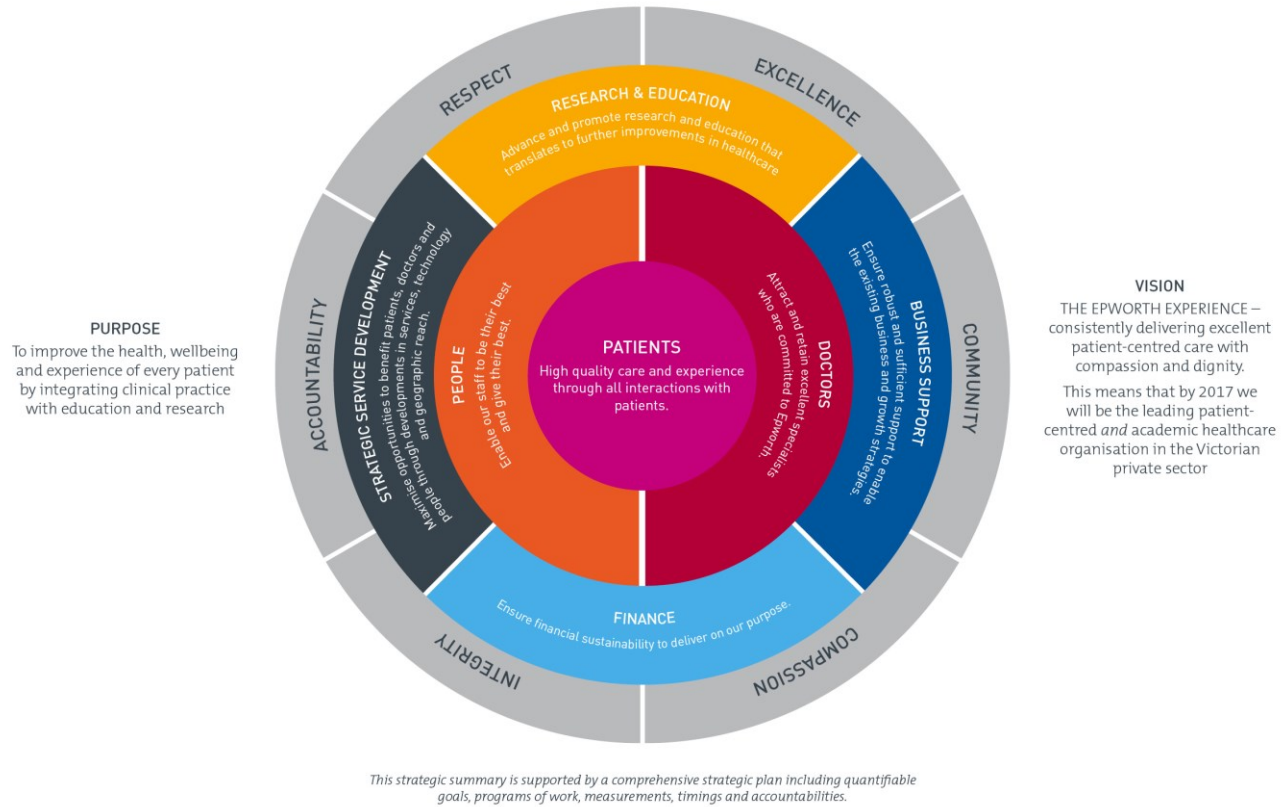 RESPECT
EXCELLENCE
RESEARCH & EDUCATION
Advance and promote research and education that
translates to further improvements in healthcare
ACCOUNTABILITY
STRATEGIC SERVICE DEVELOPMENT
Maximise opportunities to benefit patients, doctors and
people through developments in services, technology
and geographic reach.
PEOPLE
Enable our staff to be their best
and give their best.
PATIENTS
High quality care and experience
through all interactions with
patients.
DOCTORS
Attract and retain excellent specialists
who are committed to Epworth.
BUSINESS SUPPORT
Ensure robust and sufficient support to enable
the existing business and growth strategies.
COMMUNITY
FINANCE
Ensure financial sustainability to deliver on our purpose.
INTEGRITY
COMPASSION
PURPOSE
To improve the health, wellbeing
and experience of every patient
by integrating clinical practice
with education and research
VISION
THE EPWORTH EXPERIENCE –
consistently delivering excellent
patient-centred care with
compassion and dignity.
This means that by 2017 we
will be the leading patient-
centred and academic healthcare
organisation in the Victorian
private sector
This strategic summary is supported by a comprehensive strategic plan including quantifiable
goals, programs of work, measurements, timings and accountabilities.